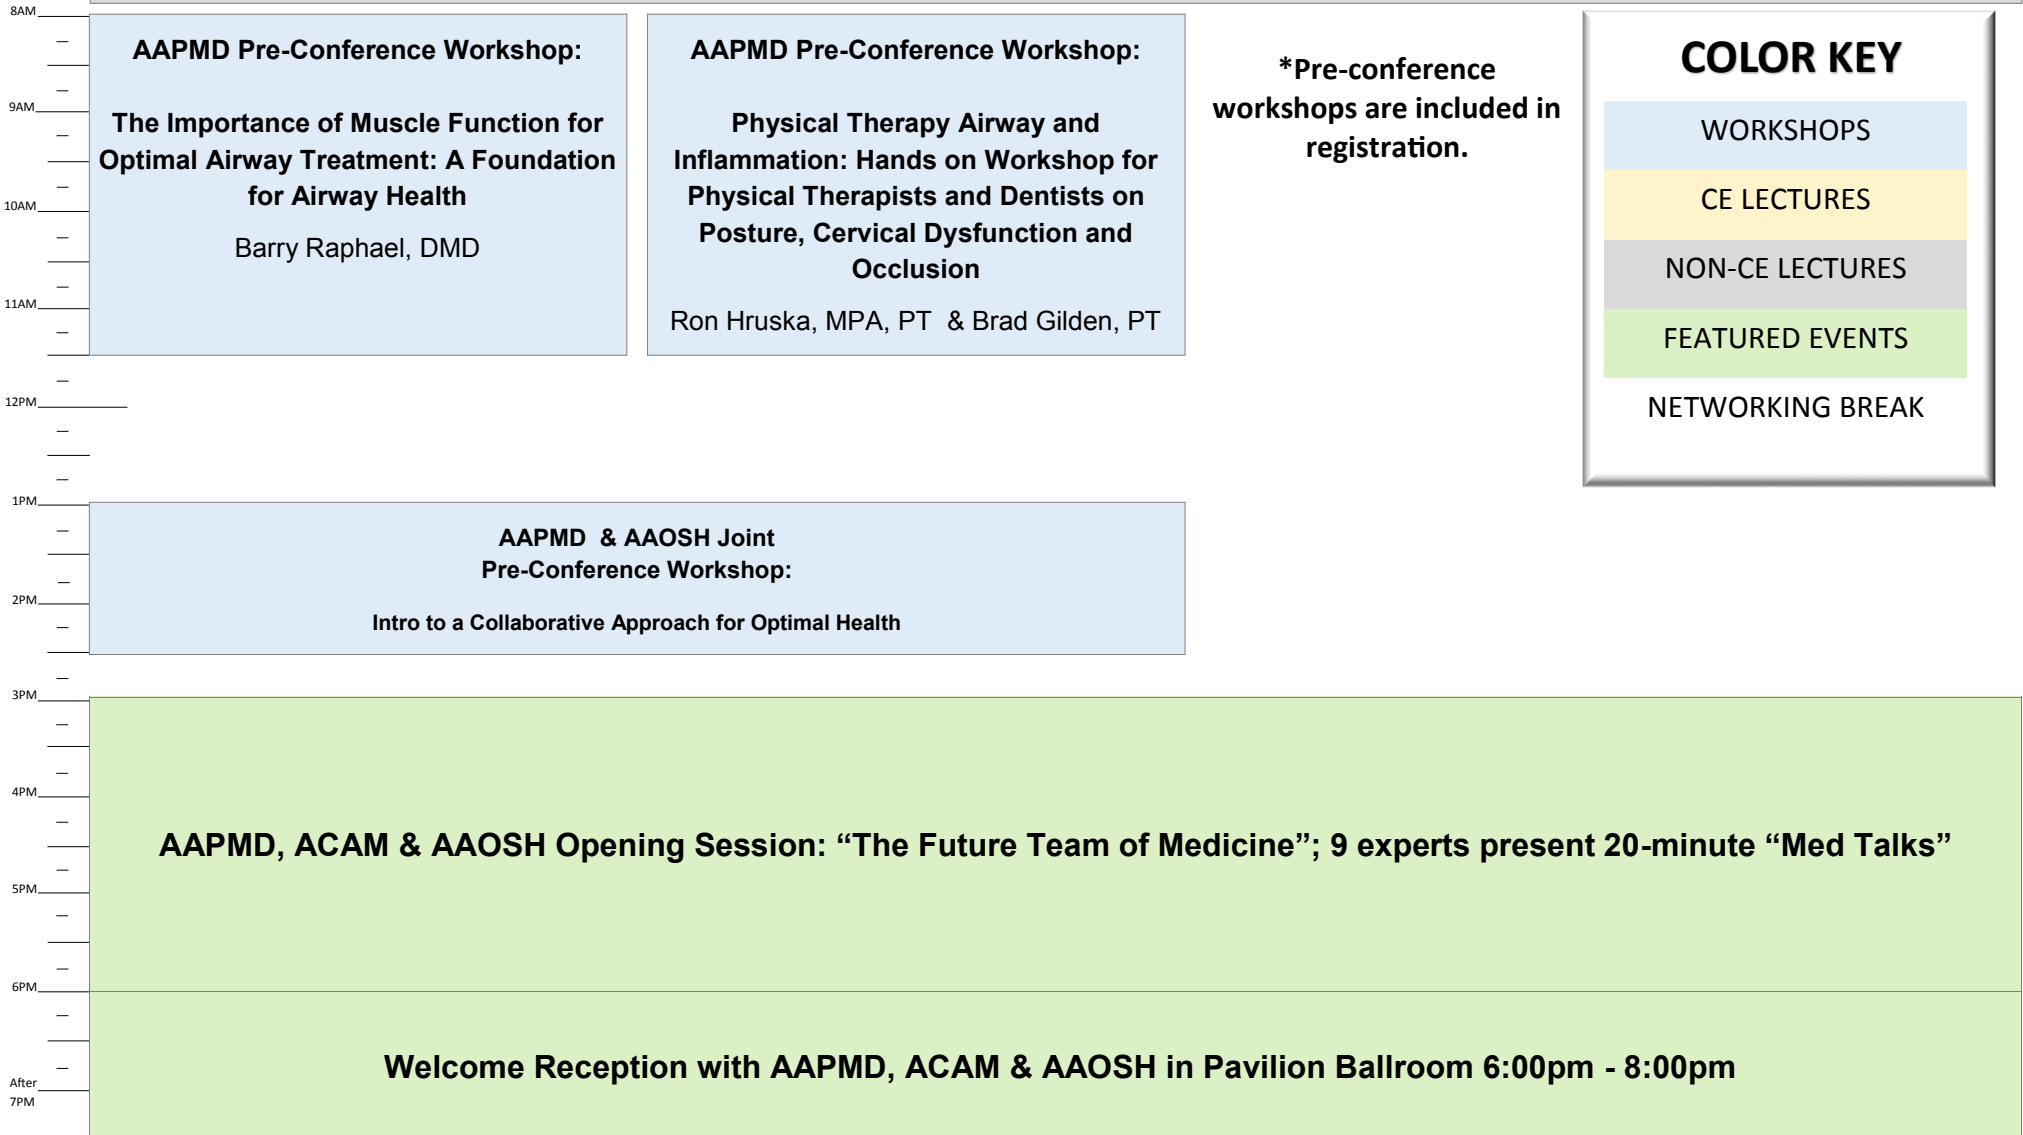 8AM
9AM
10AM
11AM
12PM
1PM
2PM
3PM
4PM
5PM
6PM
After
7PM
AAPMD Pre-Conference Workshop:
The Importance of Muscle Function for
Optimal Airway Treatment: A Foundation
for Airway Health
Barry Raphael, DMD
AAPMD Pre-Conference Workshop:
Physical Therapy Airway and
Inflammation: Hands on Workshop for
Physical Therapists and Dentists on
Posture, Cervical Dysfunction and
Occlusion
Ron Hruska, MPA, PT & Brad Gilden, PT
*Pre-conference
workshops are included in
registration.
COLOR KEY
WORKSHOPS
CE LECTURES
NON-CE LECTURES
FEATURED EVENTS
NETWORKING BREAK
AAPMD & AAOSH Joint
Pre-Conference Workshop:
Intro to a Collaborative Approach for Optimal Health
AAPMD, ACAM & AAOSH Opening Session: “The Future Team of Medicine”; 9 experts present 20-minute “Med Talks”
Welcome Reception with AAPMD, ACAM & AAOSH in Pavilion Ballroom 6:00pm - 8:00pm